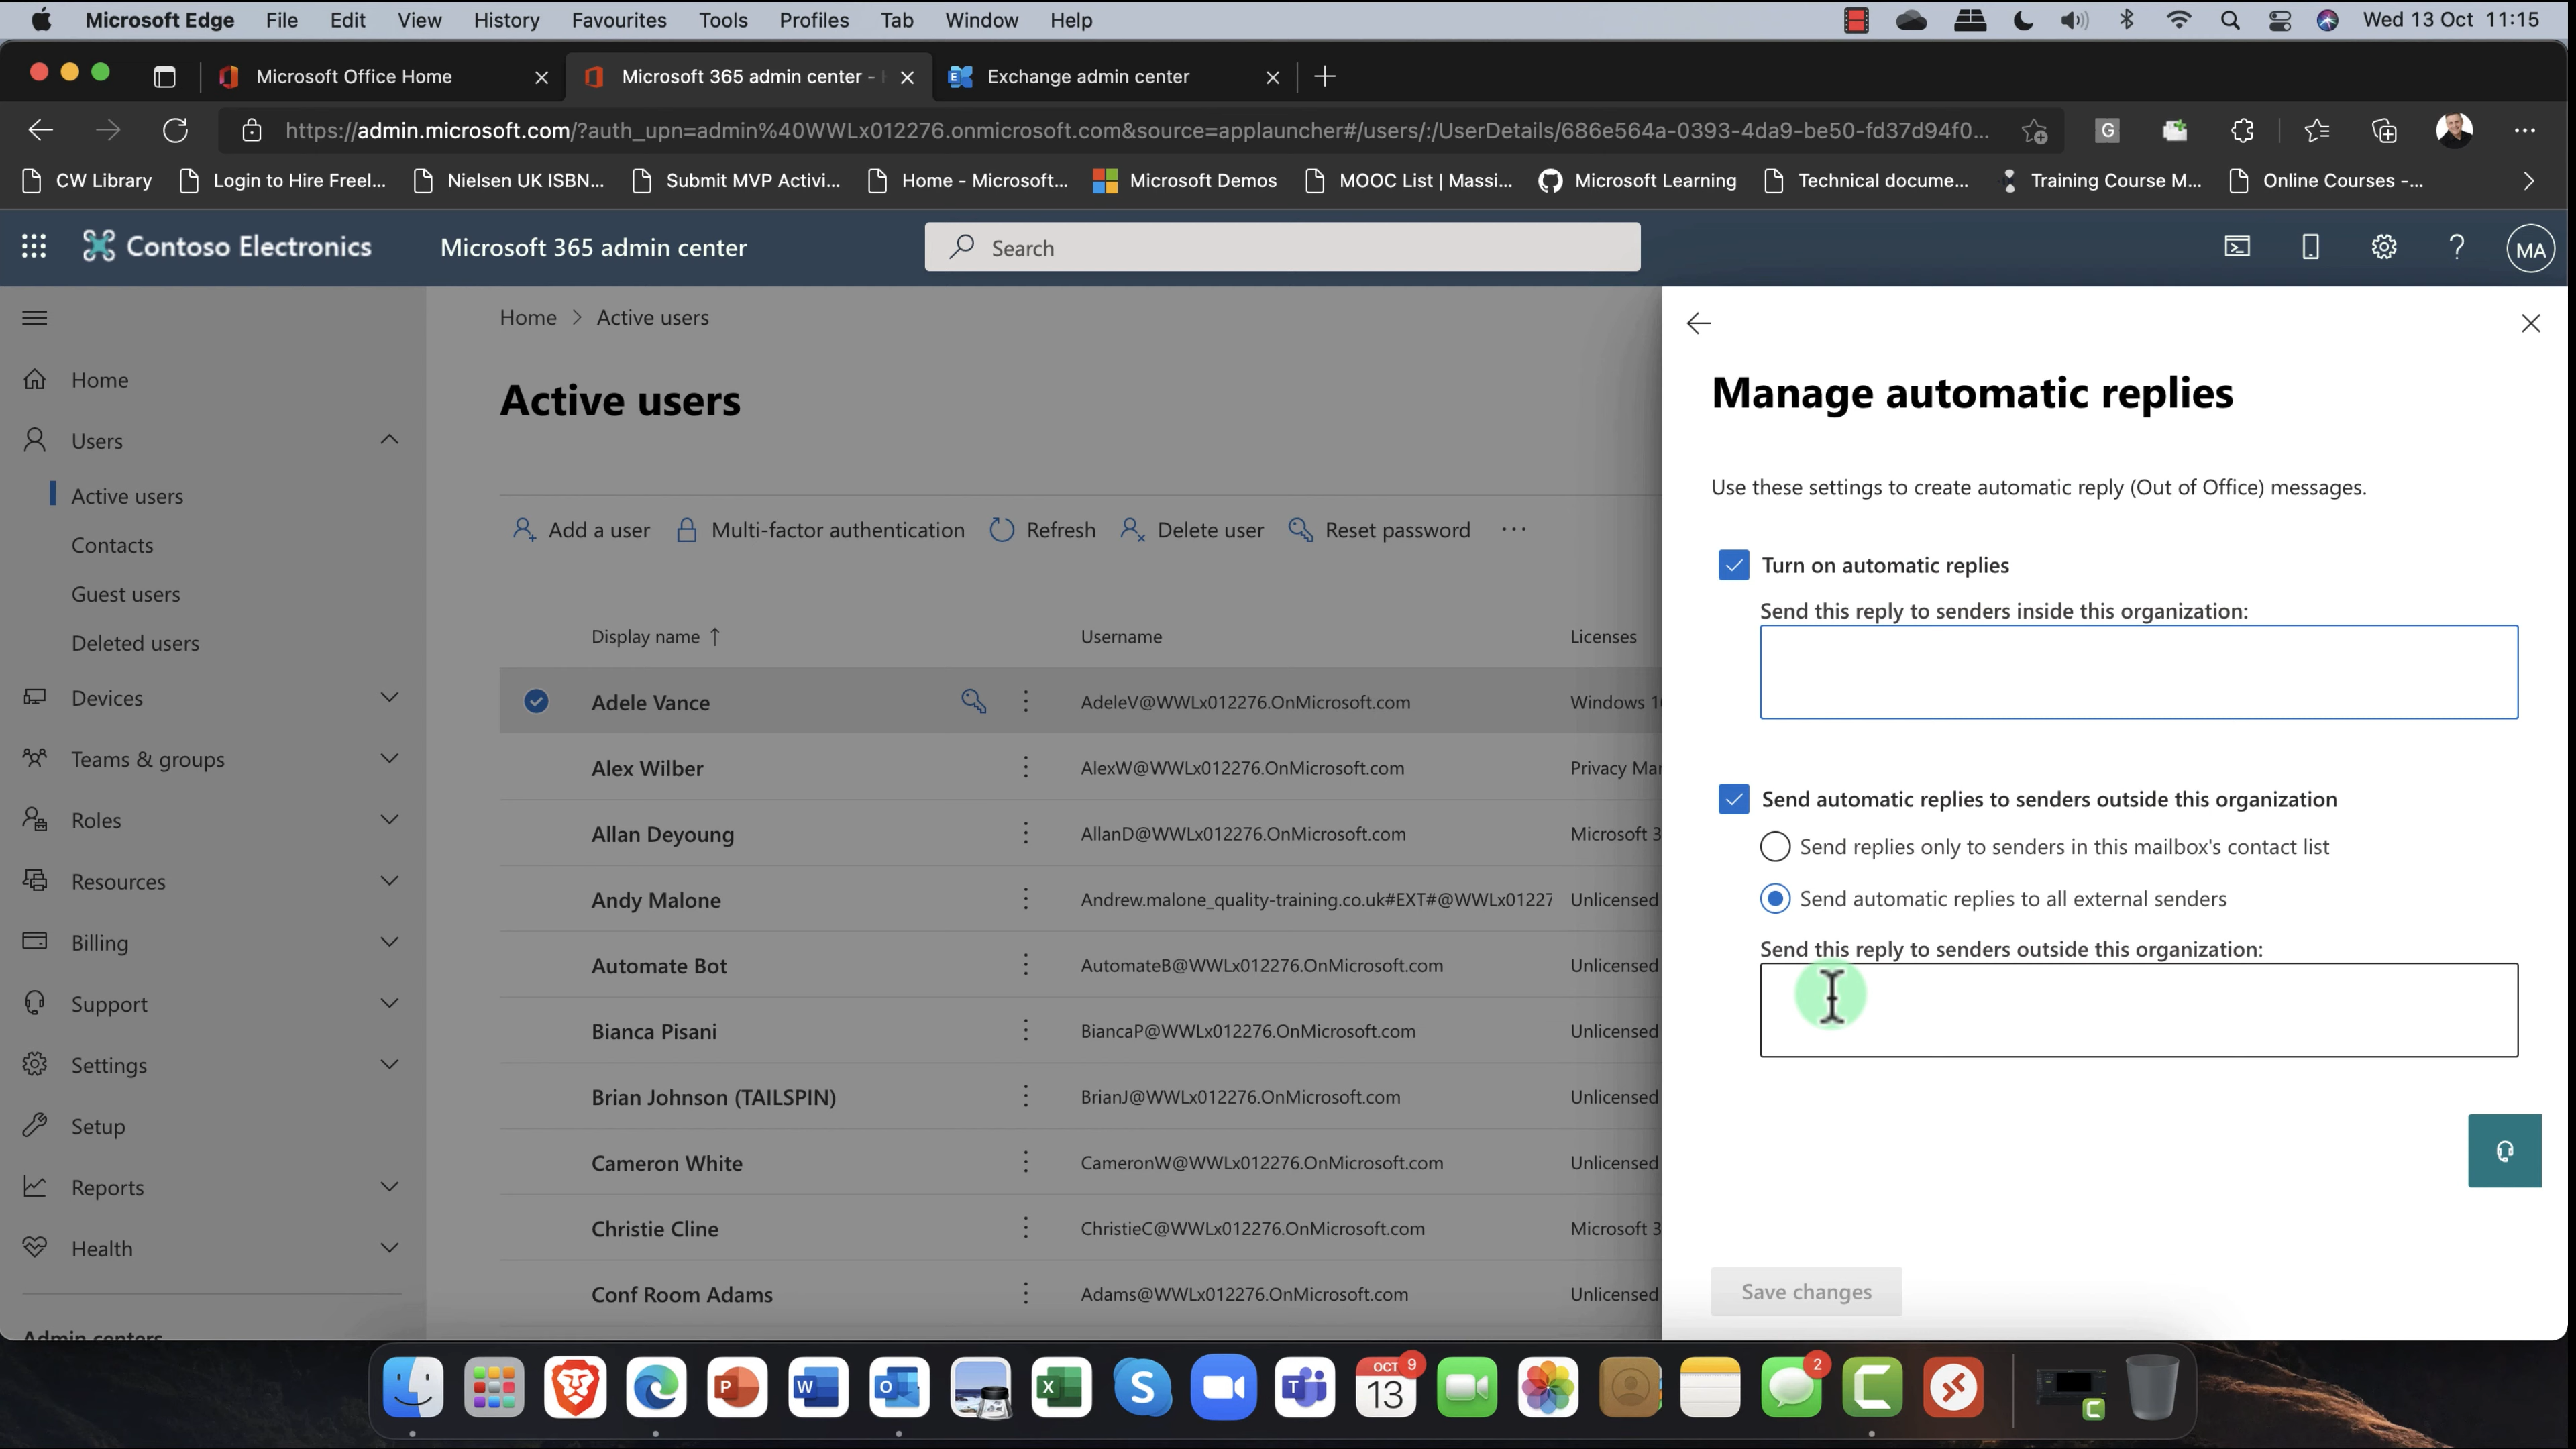 Microsoft Edge File Edit View History Favourites Tools Profiles Tab Window Help Wed 13 Oct 11:15
Microsoft Office Home Microsoft 365 admin center - Exchange admin center
https://admin.microsoft.com/?auth_upn=admin%40WWLx012276.onmicrosoft.com&source=applauncher#/users/:/UserDetails/686e564a-0393-4da9-be50-fd37d94f0... G
CW Library Login to Hire Freel... Nielsen UK ISBN... Submit MVP Activi... Home - Microsoft... Microsoft Demos MOOC List | Massi... Microsoft Learning Technical docume... Training Course M... Online Courses -...
Contoso Electronics Microsoft 365 admin center Search ? MA
Home
Users
Active users
Contacts
Guest users
Deleted users
Devices
Teams & groups
Roles
Resources
Billing
Support
Settings
Setup
Reports
Health
Home > Active users
Active users
Add a user Multi-factor authentication Refresh Delete user Reset password ...
Display name ↑ Username Licenses
Adele Vance AdeleV@WWLx012276.OnMicrosoft.com Windows 1
Alex Wilber AlexW@WWLx012276.OnMicrosoft.com Privacy Ma
Allan Deyoung AllanD@WWLx012276.OnMicrosoft.com Microsoft 3
Andy Malone Andrew.malone_quality-training.co.uk#EXT#@WWLx01227 Unlicensed
Automate Bot AutomateB@WWLx012276.OnMicrosoft.com Unlicensed
Bianca Pisani BiancaP@WWLx012276.OnMicrosoft.com Unlicensed
Brian Johnson (TAILSPIN) BrianJ@WWLx012276.OnMicrosoft.com Unlicensed
Cameron White CameronW@WWLx012276.OnMicrosoft.com Unlicensed
Christie Cline ChristieC@WWLx012276.OnMicrosoft.com Microsoft 3
Conf Room Adams Adams@WWLx012276.OnMicrosoft.com Unlicensed
Manage automatic replies
Use these settings to create automatic reply (Out of Office) messages.
Turn on automatic replies
Send this reply to senders inside this organization:
Send automatic replies to senders outside this organization
Send replies only to senders in this mailbox's contact list
Send automatic replies to all external senders
Send this reply to senders outside this organization:
Save changes
P W O X S T OCT 9 13 2